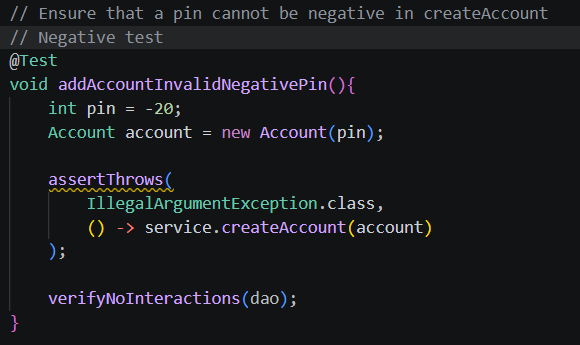 // Ensure that a pin cannot be negative in createAccount
// Negative test
@Test
void addAccountInvalidNegativePin(){
    int pin = -20;
    Account account = new Account(pin);

    assertThrows(
        IllegalArgumentException.class,
        () -> service.createAccount(account)
    );

    verifyNoInteractions(dao);
}